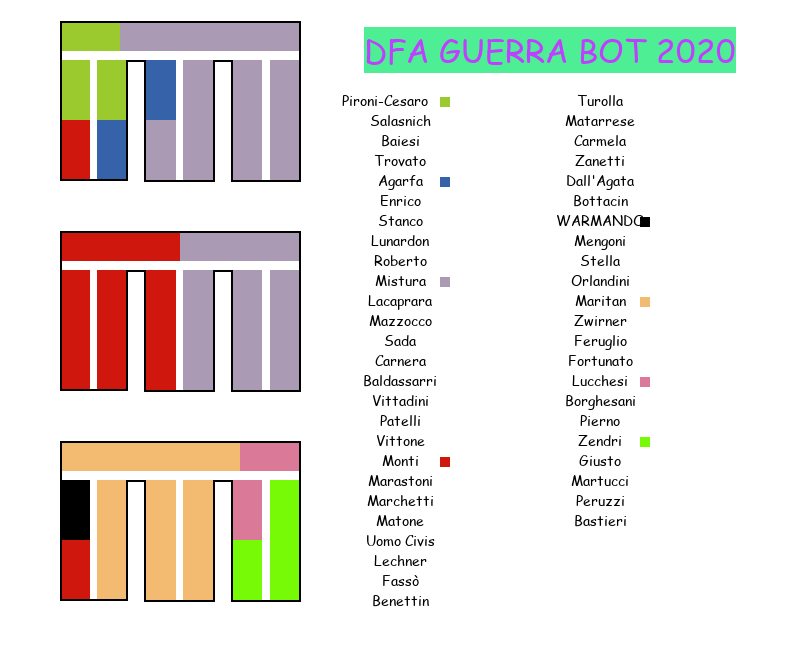 DFA GUERRA BOT 2020
Pironi-Cesaro
Salasnich
Baiesi
Trovato
Agarfa
Enrico
Stanco
Lunardon
Roberto
Mistura
Lacaprara
Mazzocco
Sada
Carnera
Baldassarri
Vittadini
Patelli
Vittone
Monti
Marastoni
Marchetti
Matone
Uomo Civis
Lechner
Fassò
Benettin
Turolla
Matarrese
Carmela
Zanetti
Dall'Agata
Bottacin
WARMANDO
Mengoni
Stella
Orlandini
Maritan
Zwirner
Feruglio
Fortunato
Lucchesi
Borghesani
Pierno
Zendri
Giusto
Martucci
Peruzzi
Bastieri